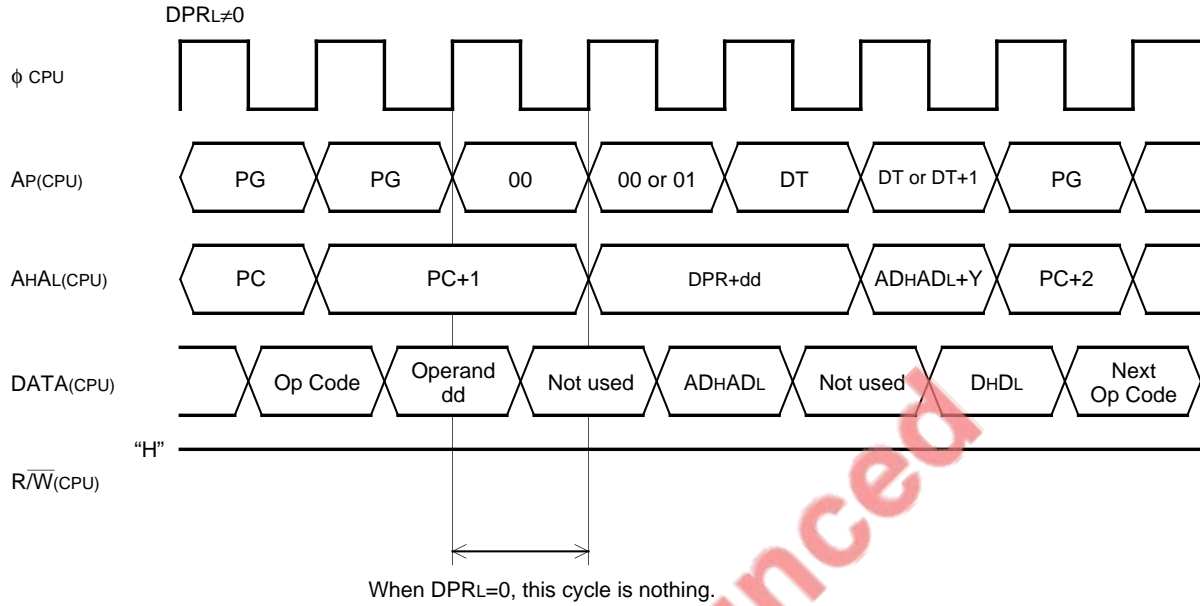 DPRL≠0
φ CPU
AP(CPU)
PG
PG
00
00 or 01
DT
DT or DT+1
PG
AHAL(CPU)
PC
PC+1
DPR+dd
ADHADL+Y
PC+2
DATA(CPU)
Op Code
Operand
dd
Not used
ADHADL
Not used
DHDL
Next
Op Code
“H”
R/W̅(CPU)
When DPRL=0, this cycle is nothing.